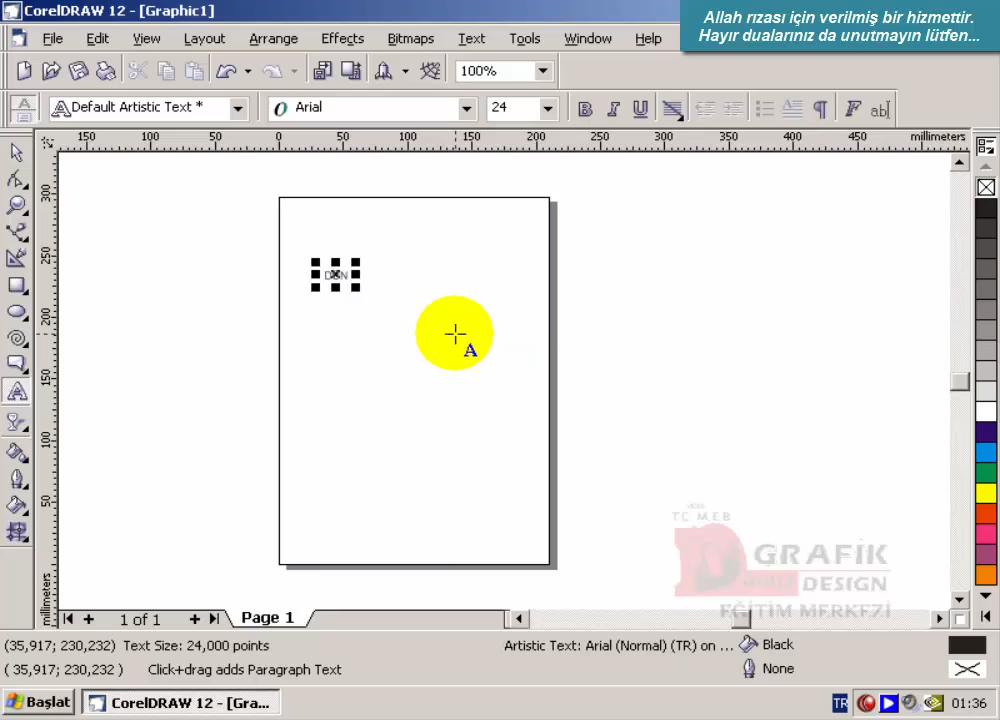 CorelDRAW 12 - [Graphic1]
Allah rızası için verilmiş bir hizmettir.
Hayır dualarınız da unutmayın lütfen...
File Edit View Layout Arrange Effects Bitmaps Text Tools Window Help
100%
Default Artistic Text * O Arial 24 B I U F ab
150 100 50 0 50 100 150 200 250 300 350 400 450 millimeters
300
250
200
150
100
50
millimeters
A
TC M.E.B
GRAFİK
DESIGN
EĞİTİM MERKEZİ
1 of 1 Page 1
(35,917; 230,232) Text Size: 24,000 points Artistic Text: Arial (Normal) (TR) on ... Black
( 35,917; 230,232 ) Click+drag adds Paragraph Text None
Başlat CorelDRAW 12 - [Gra... TR 01:36